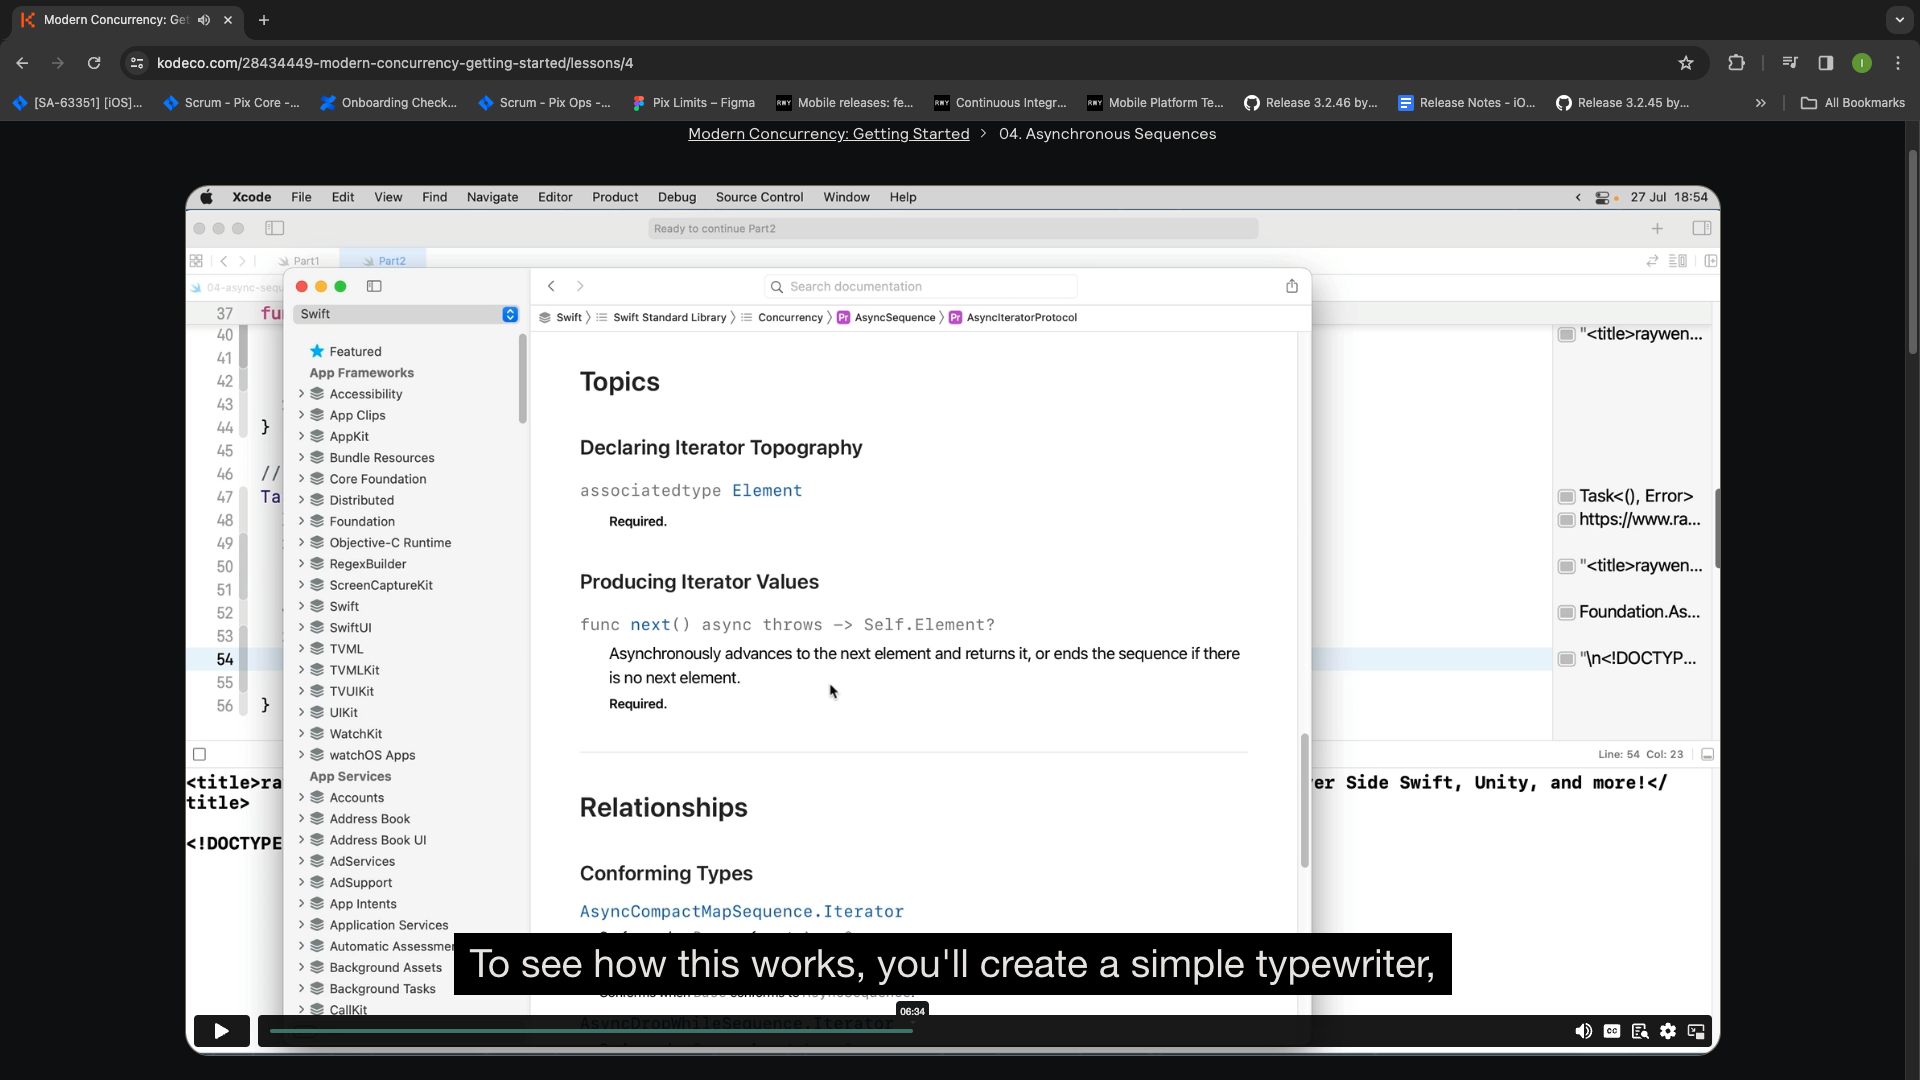 Modern Concurrency: Get
kodeco.com/28434449-modern-concurrency-getting-started/lessons/4
[SA-63351] [iOS]...
Scrum - Pix Core -...
Onboarding Check...
Scrum - Pix Ops -...
Pix Limits – Figma
Mobile releases: fe...
Continuous Integr...
Mobile Platform Te...
Release 3.2.46 by...
Release Notes - iO...
Release 3.2.45 by...
All Bookmarks
Modern Concurrency: Getting Started > 04. Asynchronous Sequences
Xcode File Edit View Find Navigate Editor Product Debug Source Control Window Help
27 Jul 18:54
Ready to continue Part2
Part1
Part2
04-async-sequ
Search documentation
Swift
Swift > Swift Standard Library > Concurrency > Pr AsyncSequence > Pr AsyncIteratorProtocol
37 fu
40
41
42
43
44 }
45
46 //
47 Ta
48
49
50
51
52
53
54
55
56 }
Featured
App Frameworks
Accessibility
App Clips
AppKit
Bundle Resources
Core Foundation
Distributed
Foundation
Objective-C Runtime
RegexBuilder
ScreenCaptureKit
Swift
SwiftUI
TVML
TVMLKit
TVUIKit
UIKit
WatchKit
watchOS Apps
App Services
Accounts
Address Book
Address Book UI
AdServices
AdSupport
App Intents
Application Services
Automatic Assessmer
Background Assets
Background Tasks
CallKit
Topics
Declaring Iterator Topography
associatedtype Element
Required.
Producing Iterator Values
func next() async throws -> Self.Element?
Asynchronously advances to the next element and returns it, or ends the sequence if there
is no next element.
Required.
Relationships
Conforming Types
AsyncCompactMapSequence.Iterator
AsyncDropWhileSequence.Iterator
"<title>raywen...
Task<(), Error>
https://www.ra...
"<title>raywen...
Foundation.As...
"\n<!DOCTYP...
Line: 54 Col: 23
<title>ra
title>
<!DOCTYPE
er Side Swift, Unity, and more!</
To see how this works, you'll create a simple typewriter,
06:34
CC